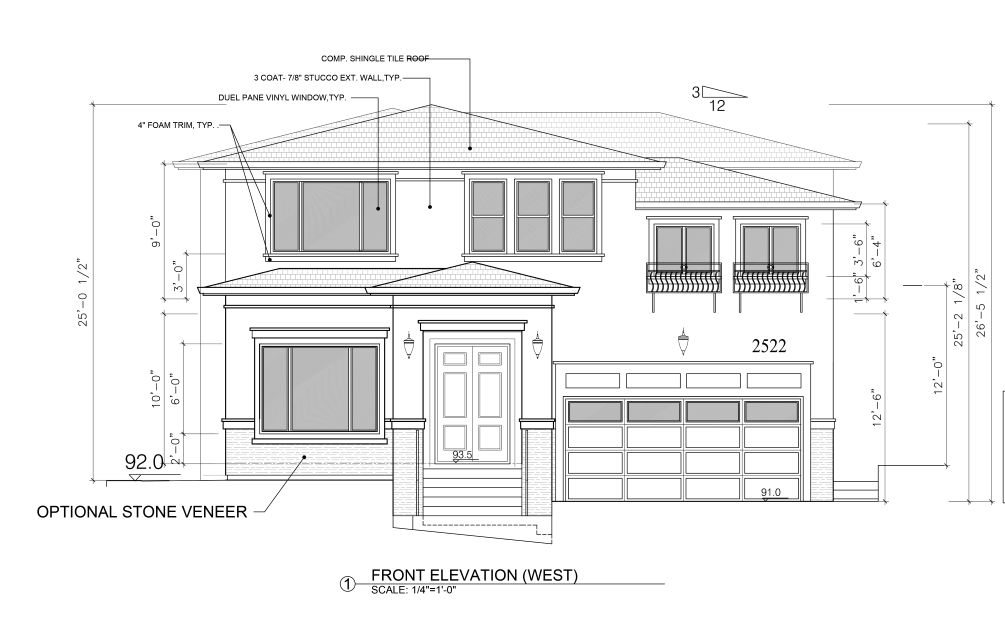 COMP. SHINGLE TILE ROOF
3 COAT- 7/8" STUCCO EXT. WALL,TYP.
DUEL PANE VINYL WINDOW,TYP.
4" FOAM TRIM, TYP. .
3
12
25'-0 1/2"
9'-0"
3'-0"
10'-0"
6'-0"
2'-0"
3'-6"
1'-6"
6'-4"
12'-6"
12'-0"
25'-2 1/8"
26'-5 1/2"
2522
92.0
93.5
91.0
OPTIONAL STONE VENEER
1
FRONT ELEVATION (WEST)
SCALE: 1/4"=1'-0"